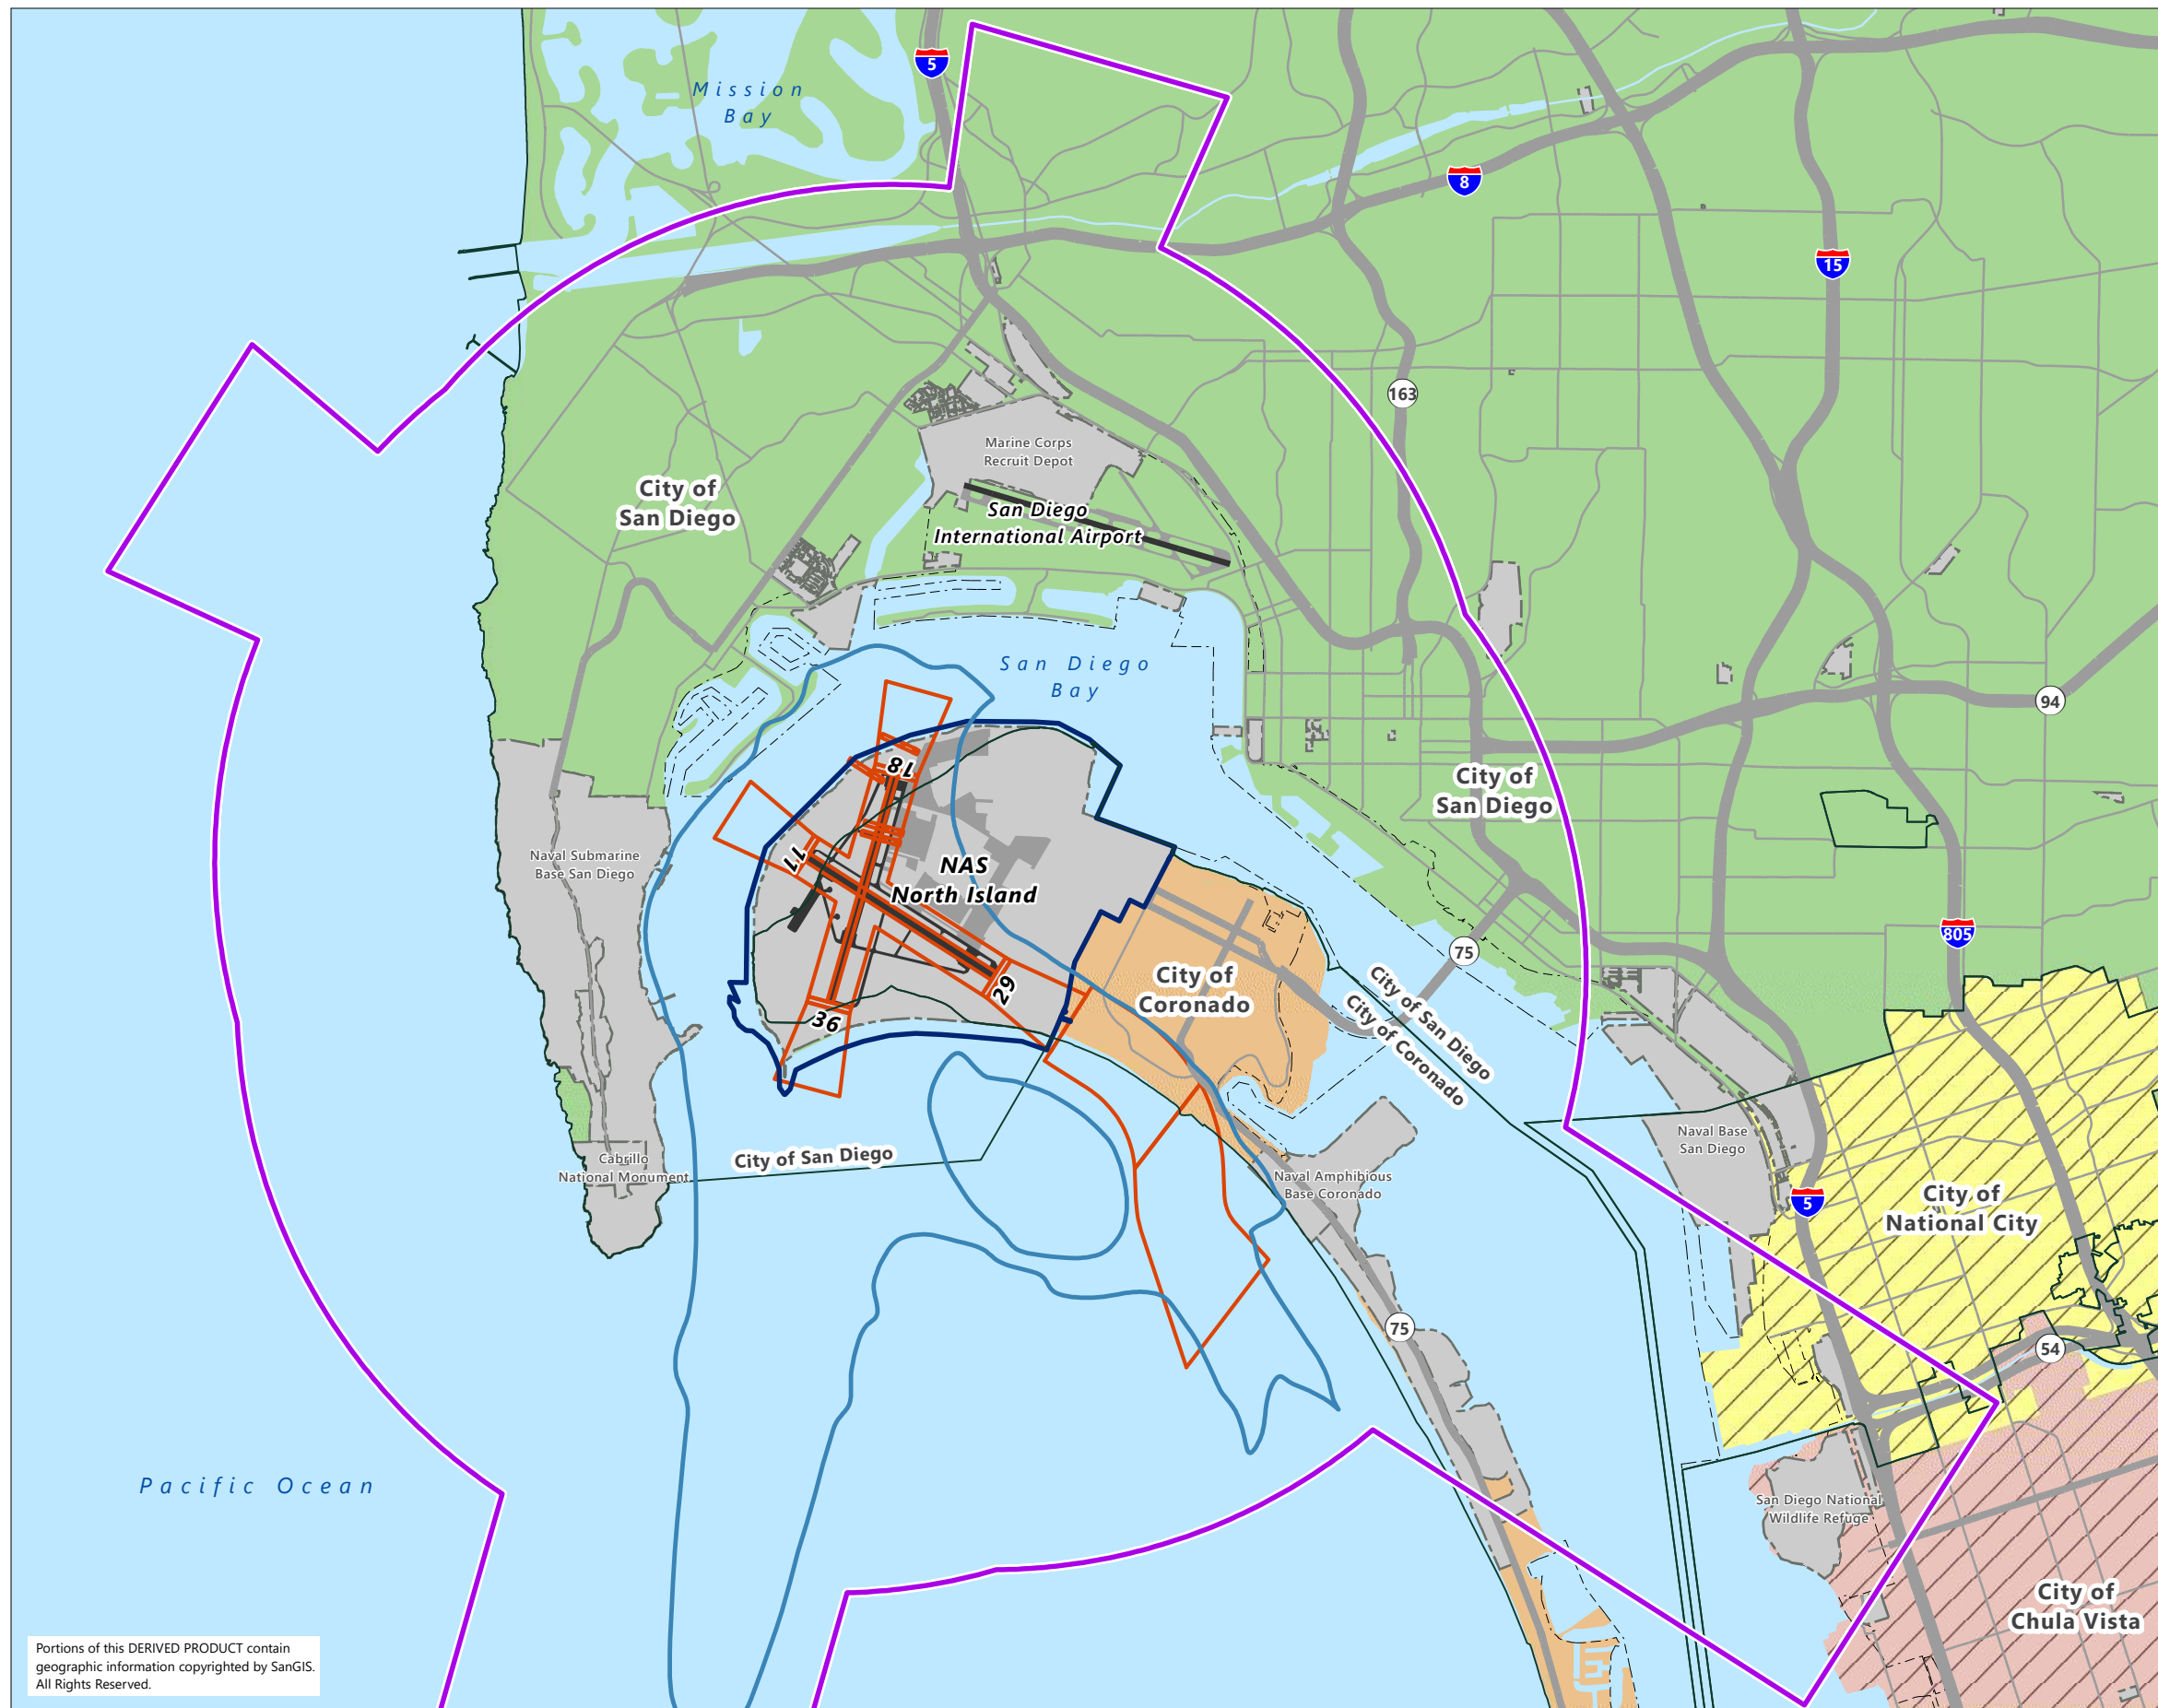 Mission
Bay
5
8
15
163
Marine Corps
Recruit Depot
City of
San Diego
San Diego
International Airport
San Diego
Bay
94
18
City of
San Diego
11
NAS
North Island
Naval Submarine
Base San Diego
805
75
City of
Coronado
29
36
City of San Diego
City of Coronado
Naval Base
San Diego
City of San Diego
Cabrillo
National Monument
Naval Amphibious
Base Coronado
5
City of
National City
75
54
Pacific Ocean
San Diego National
Wildlife Refuge
City of
Chula Vista
Portions of this DERIVED PRODUCT contain
geographic information copyrighted by SanGIS.
All Rights Reserved.